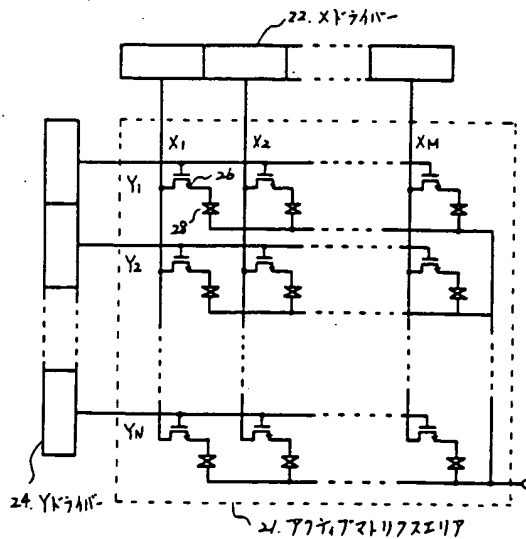 22. Xドライバー
X1 X2 XM
Y1
26
28
Y2
YN
24. Yドライバー
21. アクティブマトリクスエリア